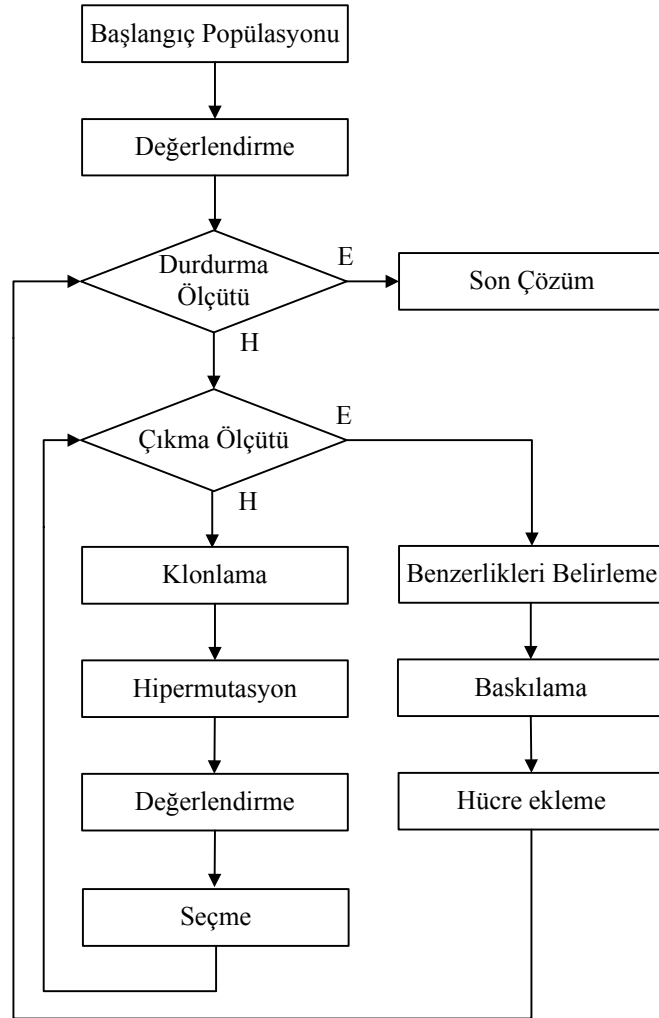 Başlangıç Popülasyonu
Değerlendirme
Durdurma
Ölçütü
E
Son Çözüm
H
Çıkma Ölçütü
E
H
Klonlama
Benzerlikleri Belirleme
Hipermutasyon
Baskılama
Değerlendirme
Hücre ekleme
Seçme